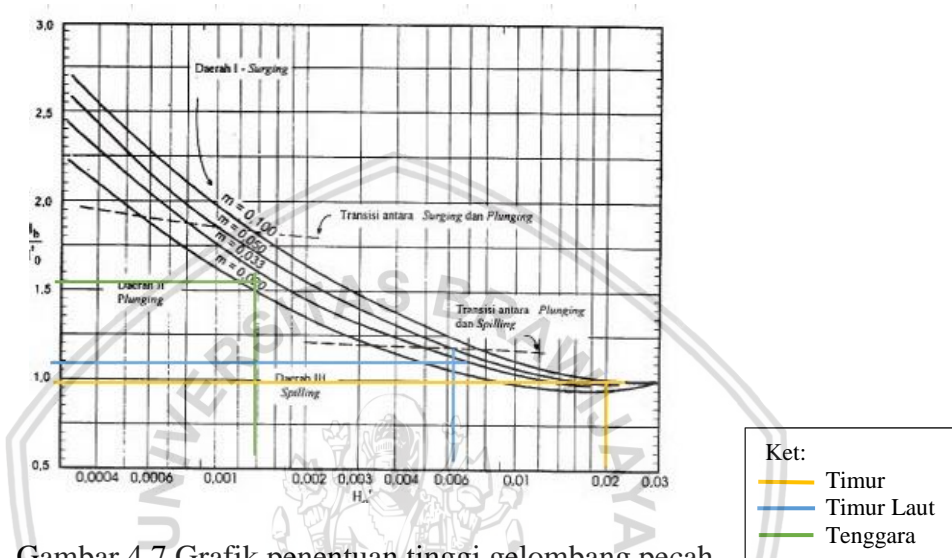 3,0
Daerah I - Surging
2,5
m = 0,100
2,0
Transisi antara Surging dan Plunging
m = 0,050
m = 0,033
Daerah II
Plunging
1,5
Transisi antara Plunging
dan Spilling
1,0
Daerah III
Spilling
0,5
0,0004 0,0006 0,001 0,002 0,003 0,004 0,006 0,01 0,02 0,03
UNIVERSITAS BRAWIJAYA
Ket:
Timur
Timur Laut
Tenggara
Gambar 4.7 Grafik penentuan tinggi gelombang pecah